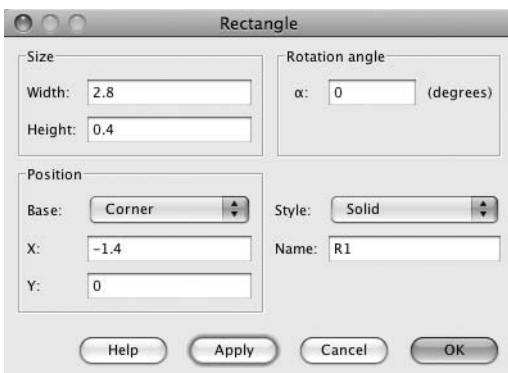 Rectangle
Size
Width: 2.8
Height: 0.4
Rotation angle
α: 0 (degrees)
Position
Base: Corner
X: -1.4
Y: 0
Style: Solid
Name: R1
Help Apply Cancel OK